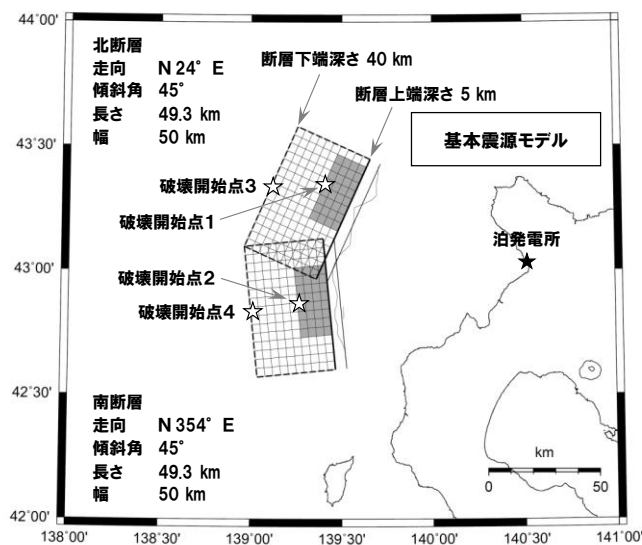 44°00'
43°30'
43°00'
42°30'
42°00'
138°00'
138°30'
139°00'
139°30'
140°00'
140°30'
141°00'
北断層
走向 N 24° E
傾斜角 45°
長さ 49.3 km
幅 50 km
断層下端深さ 40 km
断層上端深さ 5 km
基本震源モデル
破壊開始点3
破壊開始点1
泊発電所
破壊開始点2
破壊開始点4
南断層
走向 N 354° E
傾斜角 45°
長さ 49.3 km
幅 50 km
km
0 50